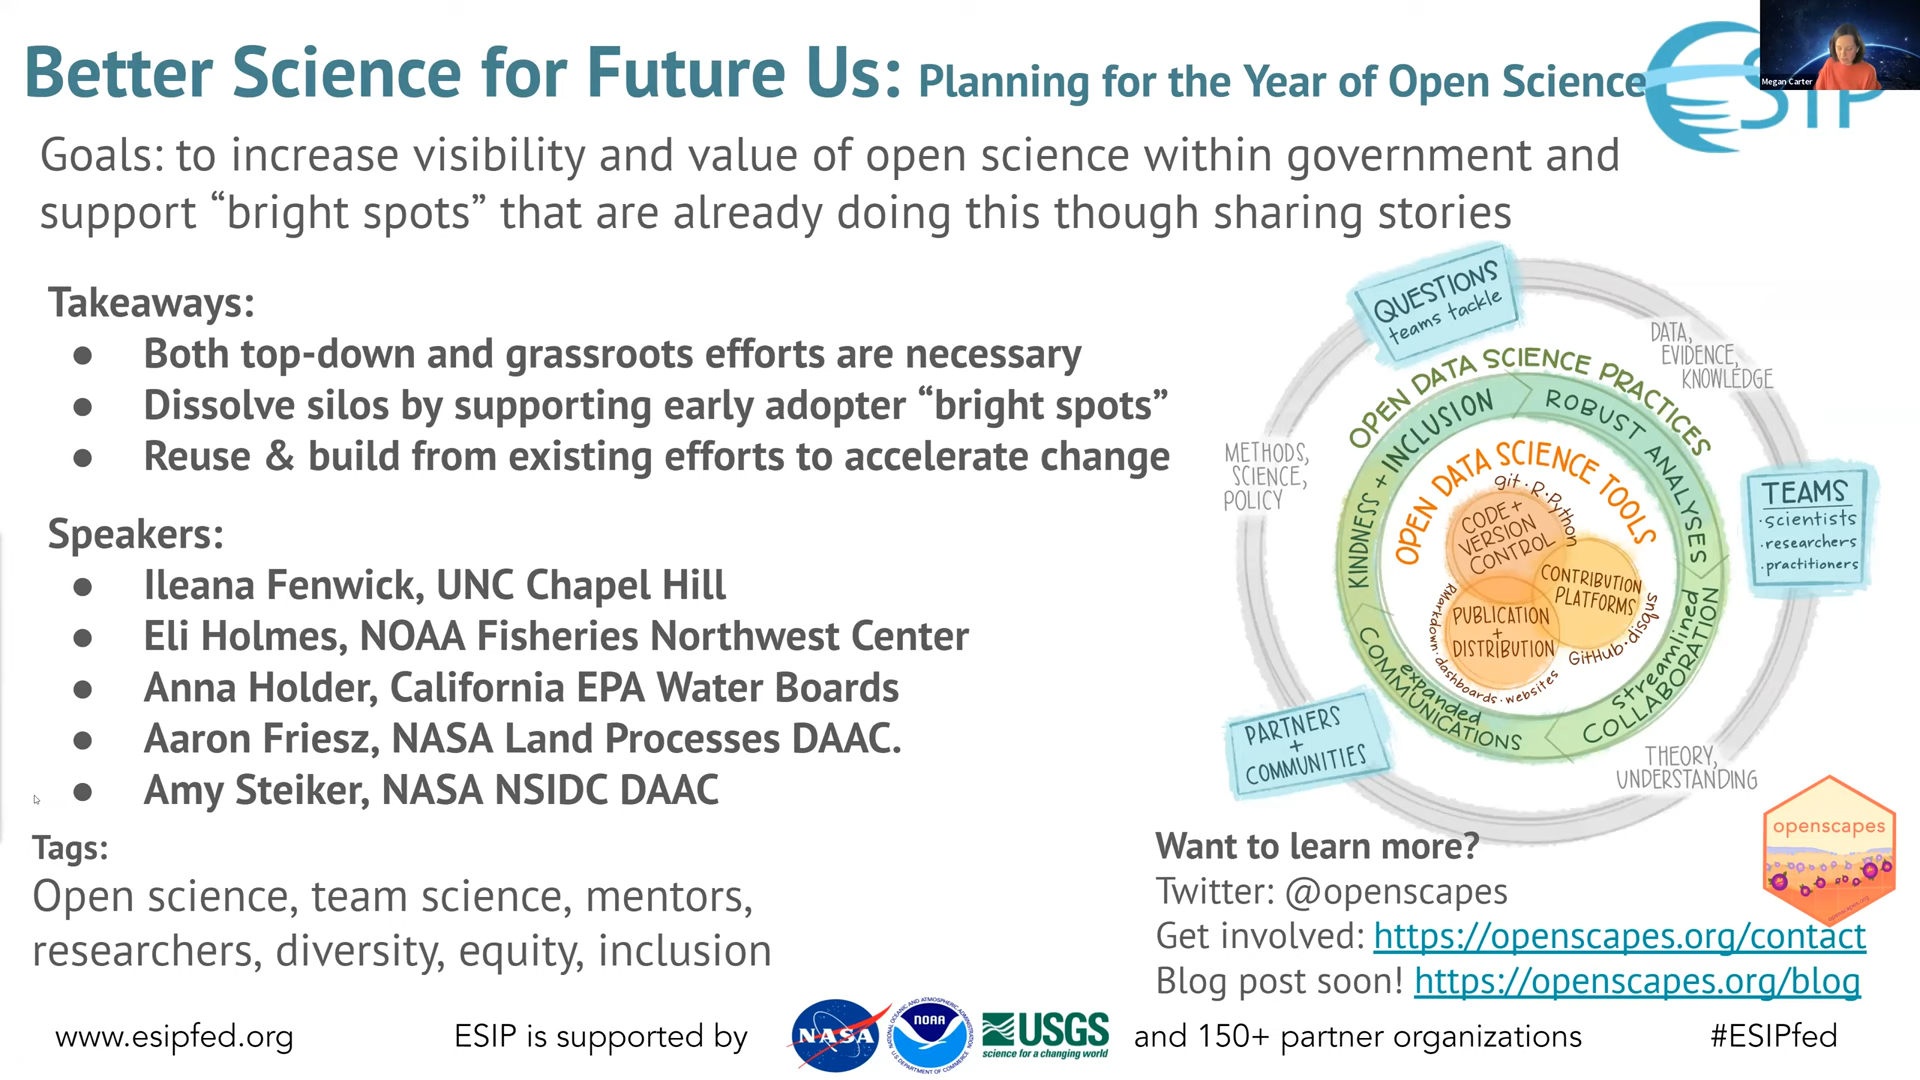 Better Science for Future Us: Planning for the Year of Open Science
Megan Carter
Goals: to increase visibility and value of open science within government and
support “bright spots” that are already doing this though sharing stories
Takeaways:
● Both top-down and grassroots efforts are necessary
● Dissolve silos by supporting early adopter “bright spots”
● Reuse & build from existing efforts to accelerate change
Speakers:
● Ileana Fenwick, UNC Chapel Hill
● Eli Holmes, NOAA Fisheries Northwest Center
● Anna Holder, California EPA Water Boards
● Aaron Friesz, NASA Land Processes DAAC.
● Amy Steiker, NASA NSIDC DAAC
Tags:
Open science, team science, mentors,
researchers, diversity, equity, inclusion
QUESTIONS
teams tackle
DATA,
EVIDENCE,
KNOWLEDGE
METHODS,
SCIENCE,
POLICY
OPEN DATA SCIENCE PRACTICES
KINDNESS + INCLUSION
ROBUST ANALYSES
OPEN DATA SCIENCE TOOLS
git · R · Python
CODE +
VERSION
CONTROL
CONTRIBUTION
PLATFORMS
PUBLICATION
+
DISTRIBUTION
GitHub · disqus
RMarkdown · dashboards · websites
TEAMS
· scientists
· researchers
· practitioners
streamlined
COLLABORATION
expanded
COMMUNICATIONS
PARTNERS
+
COMMUNITIES
THEORY,
UNDERSTANDING
openscapes
Want to learn more?
Twitter: @openscapes
Get involved: https://openscapes.org/contact
Blog post soon! https://openscapes.org/blog
www.esipfed.org
ESIP is supported by
NASA
NATIONAL OCEANIC AND ATMOSPHERIC ADMINISTRATION
NOAA
U.S. DEPARTMENT OF COMMERCE
USGS
science for a changing world
and 150+ partner organizations
#ESIPfed